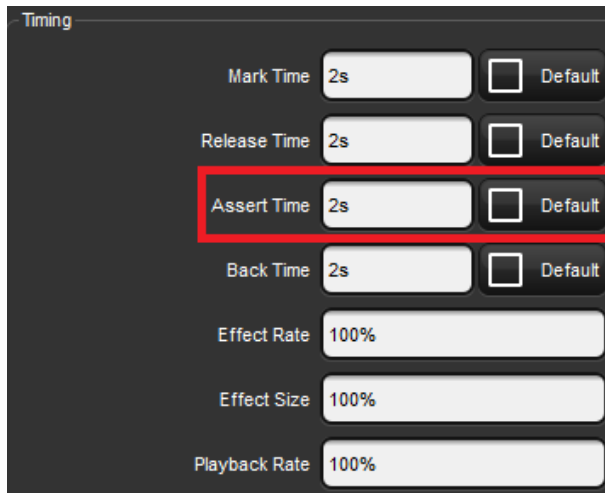 Timing
Mark Time 2s Default
Release Time 2s Default
Assert Time 2s Default
Back Time 2s Default
Effect Rate 100%
Effect Size 100%
Playback Rate 100%